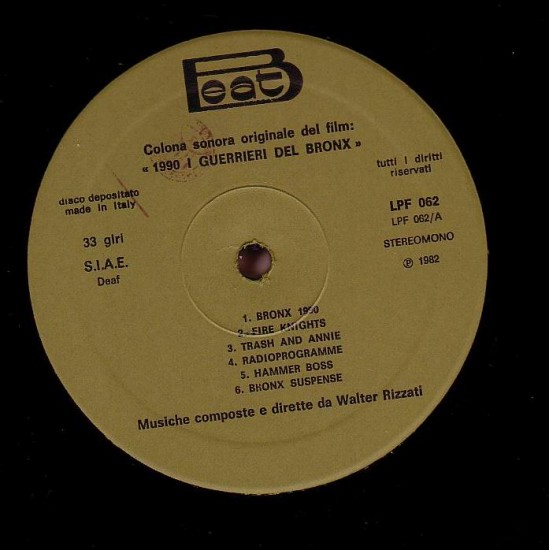 Beat
Colona sonora originale del film:
« 1990 I GUERRIERI DEL BRONX »
disco depositato
made in Italy
tutti i diritti
riservati
33 giri
S.I.A.E.
Deaf
LPF 062
LPF 062/A
STEREOMONO
℗ 1982
1. BRONX 1990
2. FIRE KNIGHTS
3. TRASH AND ANNIE
4. RADIOPROGRAMME
5. HAMMER BOSS
6. BRONX SUSPENSE
Musiche composte e dirette da Walter Rizzati